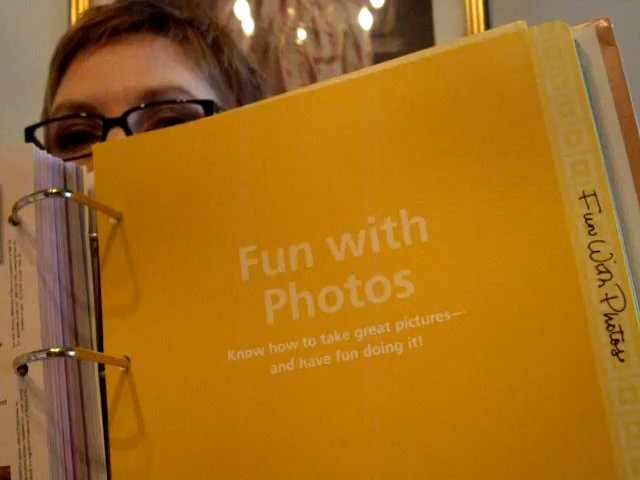 Fun with
Photos
Know how to take great pictures—
and have fun doing it!
Fun With Photos